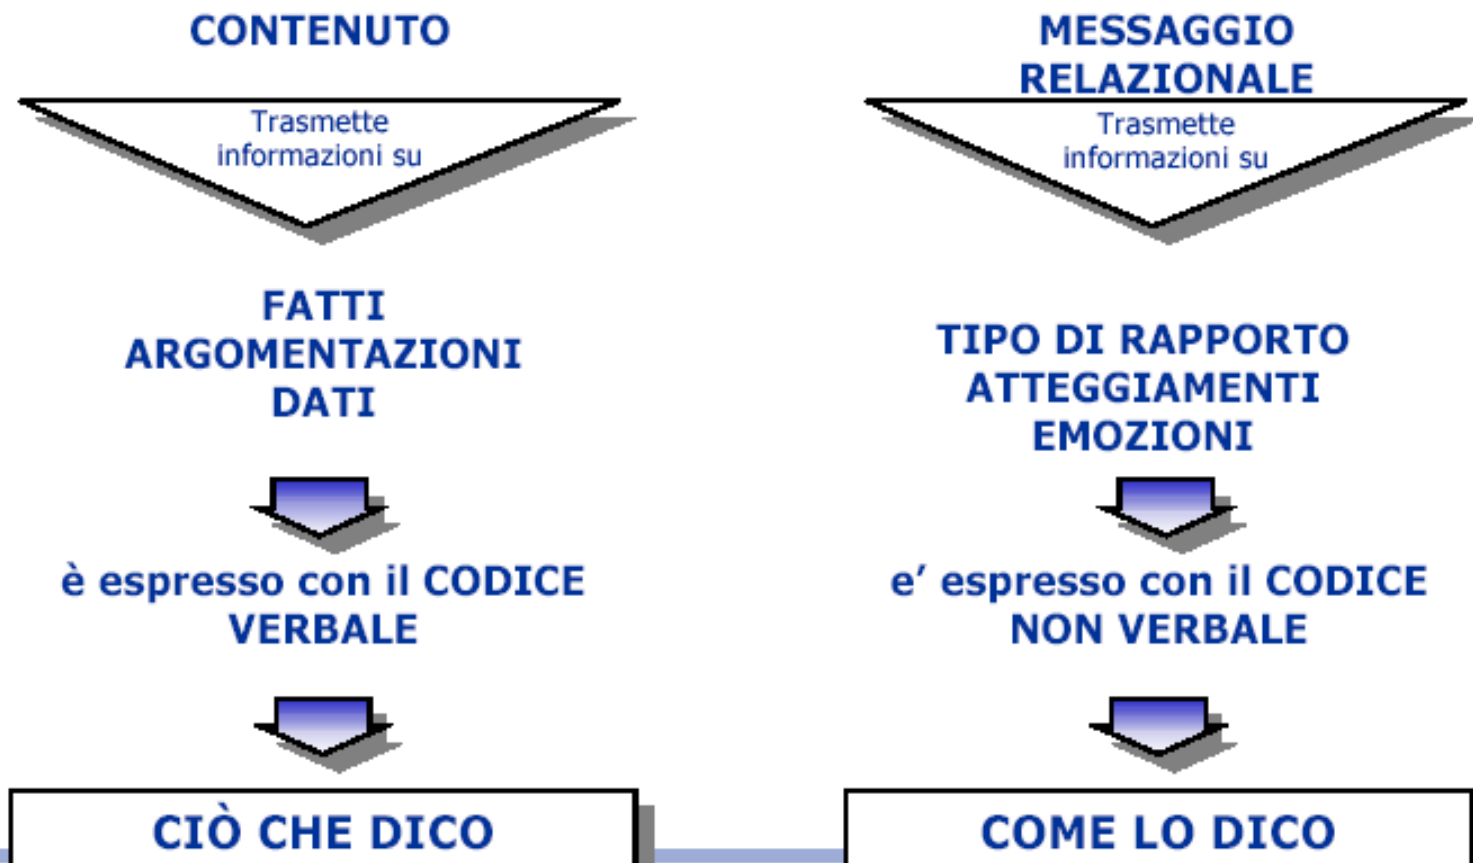 CONTENUTO
Trasmette
informazioni su
FATTI
ARGOMENTAZIONI
DATI
è espresso con il CODICE
VERBALE
CIÒ CHE DICO
MESSAGGIO
RELAZIONALE
Trasmette
informazioni su
TIPO DI RAPPORTO
ATTEGGIAMENTI
EMOZIONI
e’ espresso con il CODICE
NON VERBALE
COME LO DICO